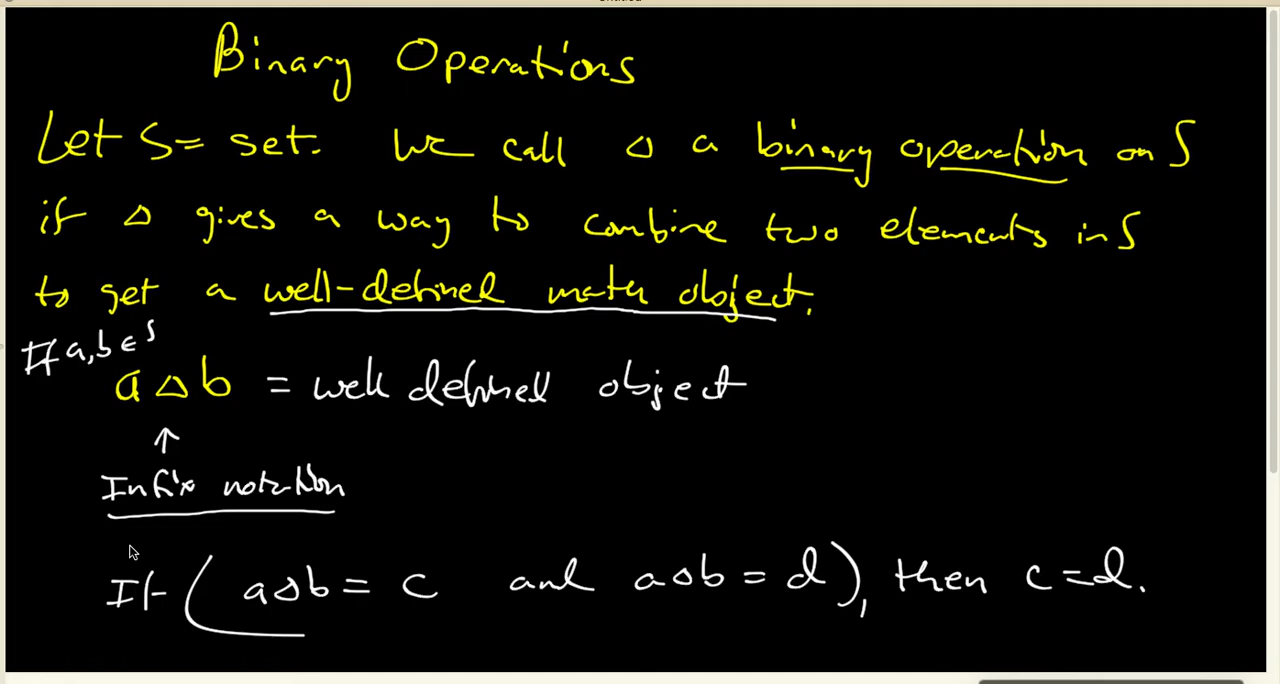 Binary Operations
Let S = set. We call △ a binary operation on S
if △ gives a way to combine two elements in S
to get a well-defined math object.
If a, b ∈ S
a △ b = well defined object
↑
Infix notation
If (a △ b = c and a △ b = d), then c = d.